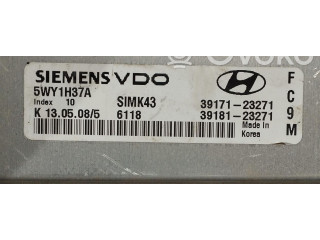 SIEMENS VDO
5WY1H37A
Index 10 SIMK43 39171-23271
K 13.05.08/5 6118 39181-23271
Made in
Korea
F
C
9
M